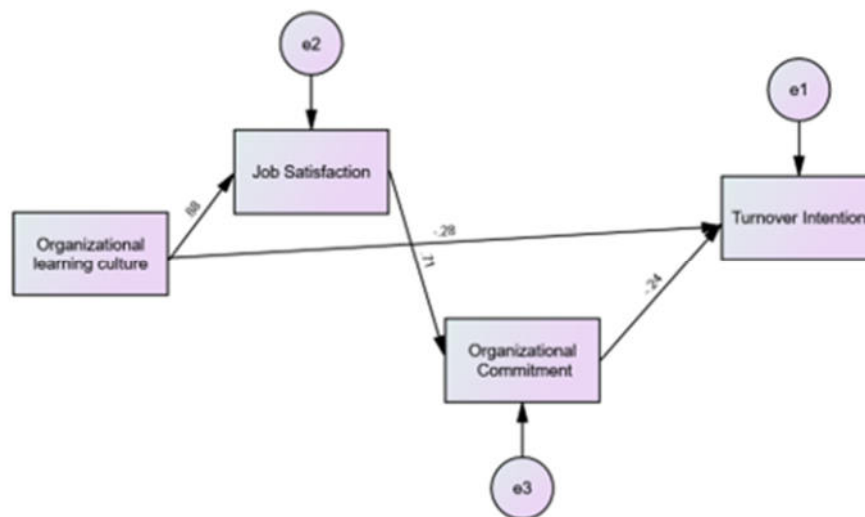 e2
e1
Job Satisfaction
Turnover Intention
.88
Organizational
learning culture
-.28
.71
-.24
Organizational
Commitment
e3